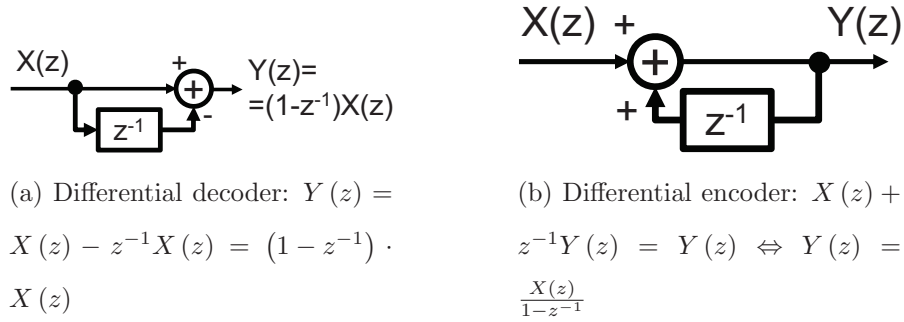 X(z)
+
+
-
z⁻¹
Y(z)=
=(1-z⁻¹)X(z)
(a) Differential decoder: Y (z) =
X (z) − z⁻¹X (z) = (1 − z⁻¹) ·
X (z)
X(z)
+
+
+
z⁻¹
Y(z)
(b) Differential encoder: X (z) +
z⁻¹Y (z) = Y (z) ⇔ Y (z) =
X(z)
1−z⁻¹